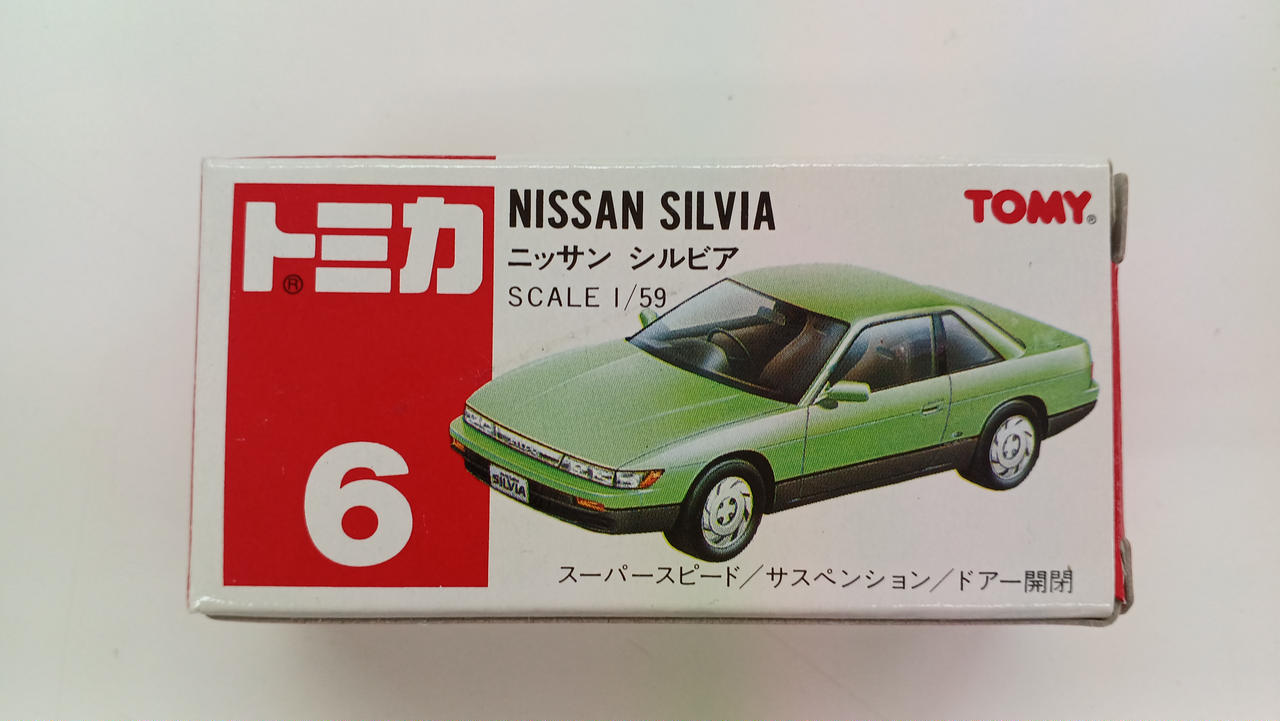 トミカ
®
6
NISSAN SILVIA
ニッサン シルビア
SCALE 1/59
TOMY®
SILVIA
スーパースピード/サスペンション/ドアー開閉